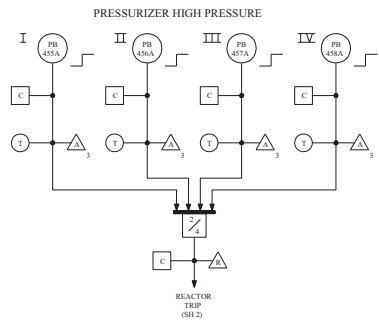 PRESSURIZER HIGH PRESSURE
I II III IV
PB 455A
PB 456A
PB 457A
PB 458A
C C C C
T A 3 T A 3 T A 3 T A 3
2/4
C R
REACTOR
TRIP
(SH 2)